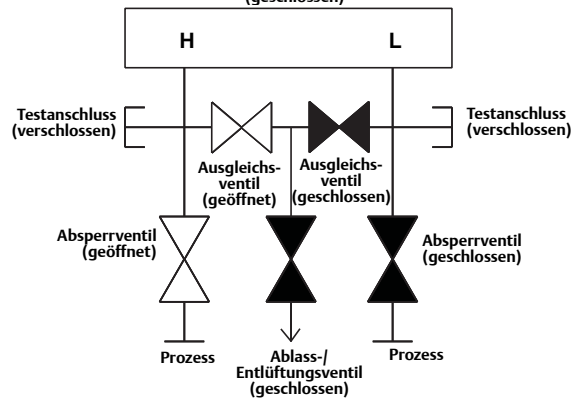 (geschlossen)
H
L
Testanschluss
(verschlossen)
Testanschluss
(verschlossen)
Ausgleichs-
ventil
(geöffnet)
Ausgleichs-
ventil
(geschlossen)
Absperrventil
(geöffnet)
Absperrventil
(geschlossen)
Prozess
Ablass-/
Entlüftungsventil
(geschlossen)
Prozess